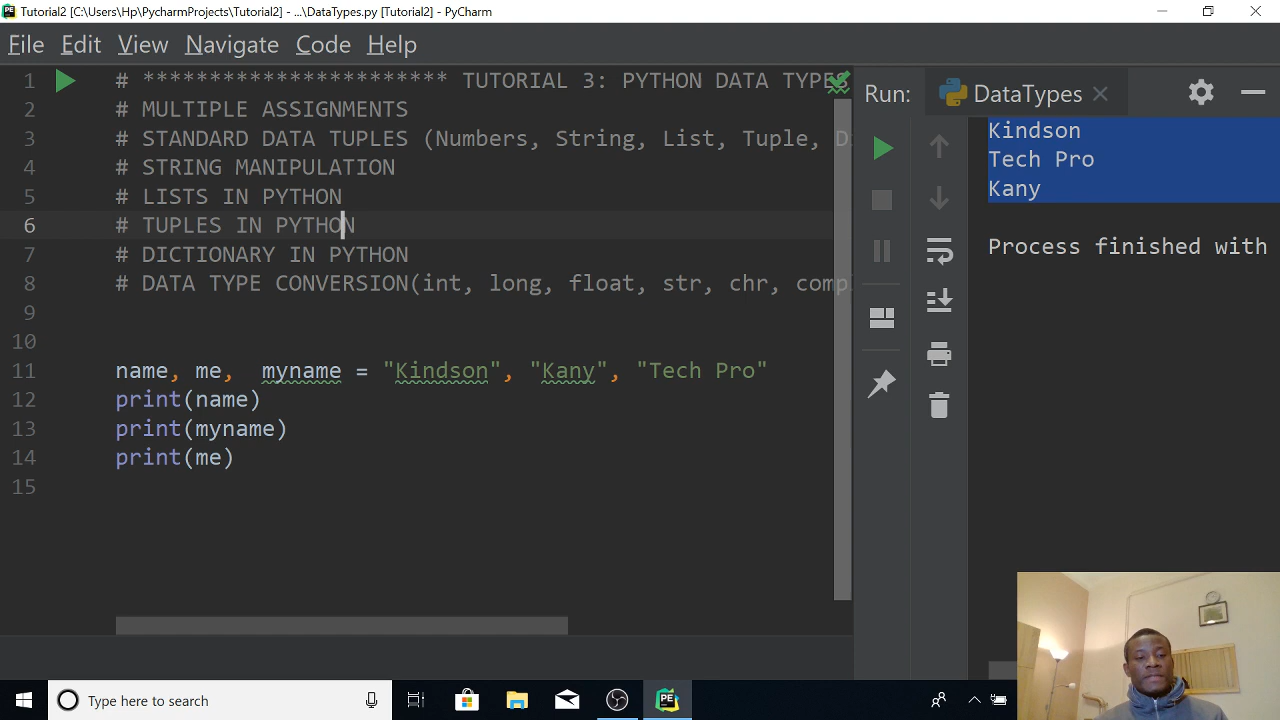 Tutorial2 [C:\Users\Hp\PycharmProjects\Tutorial2] - ...\DataTypes.py [Tutorial2] - PyCharm
File Edit View Navigate Code Help
1 # *********************** TUTORIAL 3: PYTHON DATA TYPES
2 # MULTIPLE ASSIGNMENTS
3 # STANDARD DATA TUPLES (Numbers, String, List, Tuple, D
4 # STRING MANIPULATION
5 # LISTS IN PYTHON
6 # TUPLES IN PYTHON
7 # DICTIONARY IN PYTHON
8 # DATA TYPE CONVERSION(int, long, float, str, chr, comp
9
10
11 name, me,  myname = "Kindson", "Kany", "Tech Pro"
12 print(name)
13 print(myname)
14 print(me)
15
Run: DataTypes
Kindson
Tech Pro
Kany
Process finished with
Type here to search